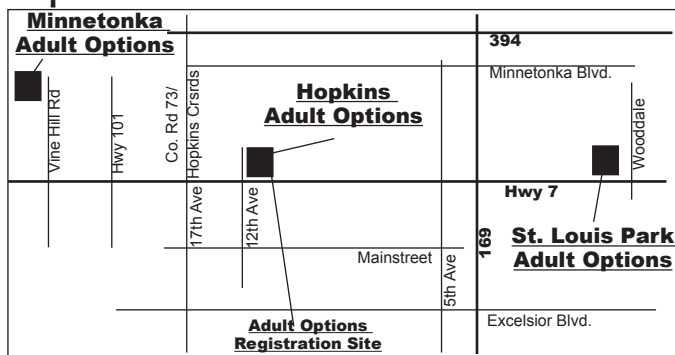 Minnetonka
Adult Options
394
Minnetonka Blvd.
Vine Hill Rd
Hwy 101
Co. Rd 73/
Hopkins Crsrds
Hopkins
Adult Options
Wooddale
Hwy 7
17th Ave
12th Ave
169
St. Louis Park
Adult Options
Mainstreet
5th Ave
Excelsior Blvd.
Adult Options
Registration Site